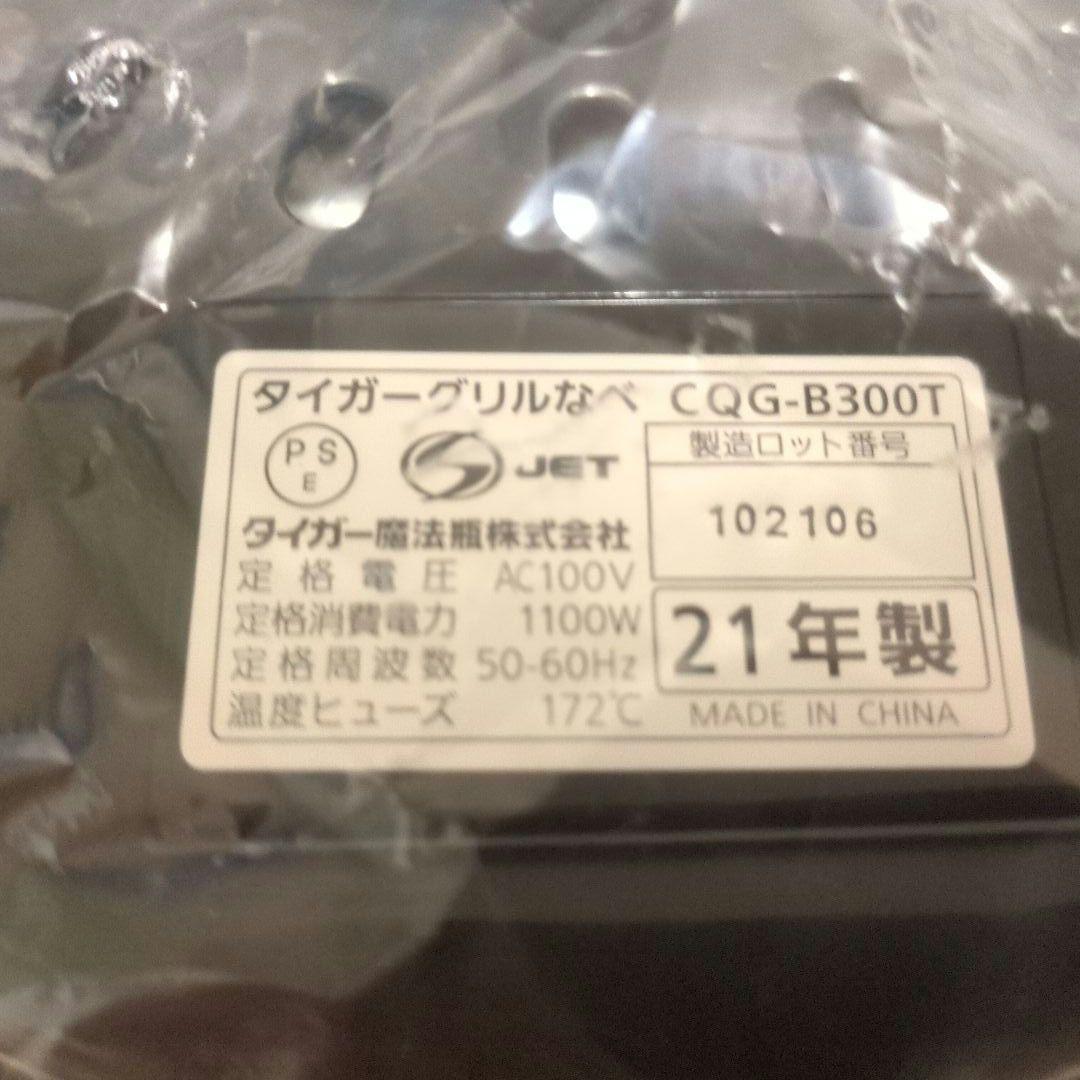 タイガーグリルなべ CQG-B300T
PS
E
JET
製造ロット番号
102106
タイガー魔法瓶株式会社
定格電圧 AC100V
定格消費電力 1100W
定格周波数 50-60Hz
温度ヒューズ 172℃
21年製
MADE IN CHINA